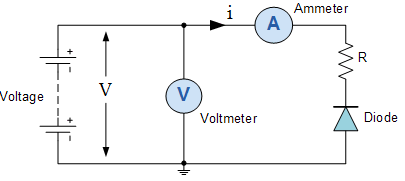 i
Ammeter
A
R
+
-
Voltage
V
V
Voltmeter
Diode
+
-